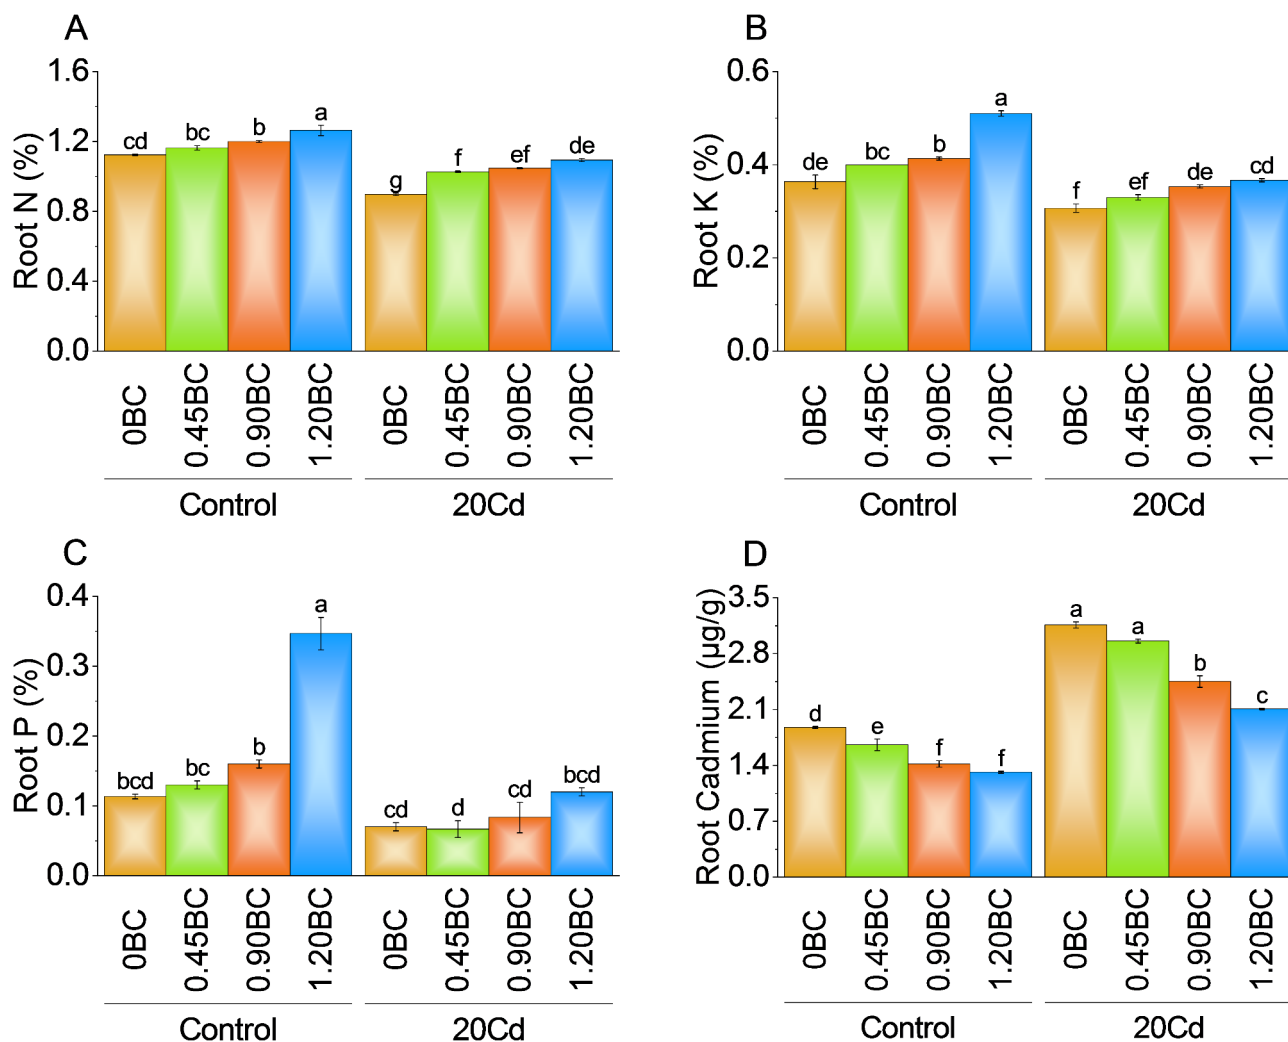 A
Root N (%)
1.6
1.2
0.8
0.4
0.0
cd
bc
b
a
g
f
ef
de
0BC
0.45BC
0.90BC
1.20BC
0BC
0.45BC
0.90BC
1.20BC
Control
20Cd
B
Root K (%)
0.6
0.4
0.2
0.0
de
bc
b
a
f
ef
de
cd
0BC
0.45BC
0.90BC
1.20BC
0BC
0.45BC
0.90BC
1.20BC
Control
20Cd
C
Root P (%)
0.4
0.3
0.2
0.1
0.0
bcd
bc
b
a
cd
d
cd
bcd
0BC
0.45BC
0.90BC
1.20BC
0BC
0.45BC
0.90BC
1.20BC
Control
20Cd
D
Root Cadmium (µg/g)
3.5
2.8
2.1
1.4
0.7
0.0
d
e
f
f
a
a
b
c
0BC
0.45BC
0.90BC
1.20BC
0BC
0.45BC
0.90BC
1.20BC
Control
20Cd